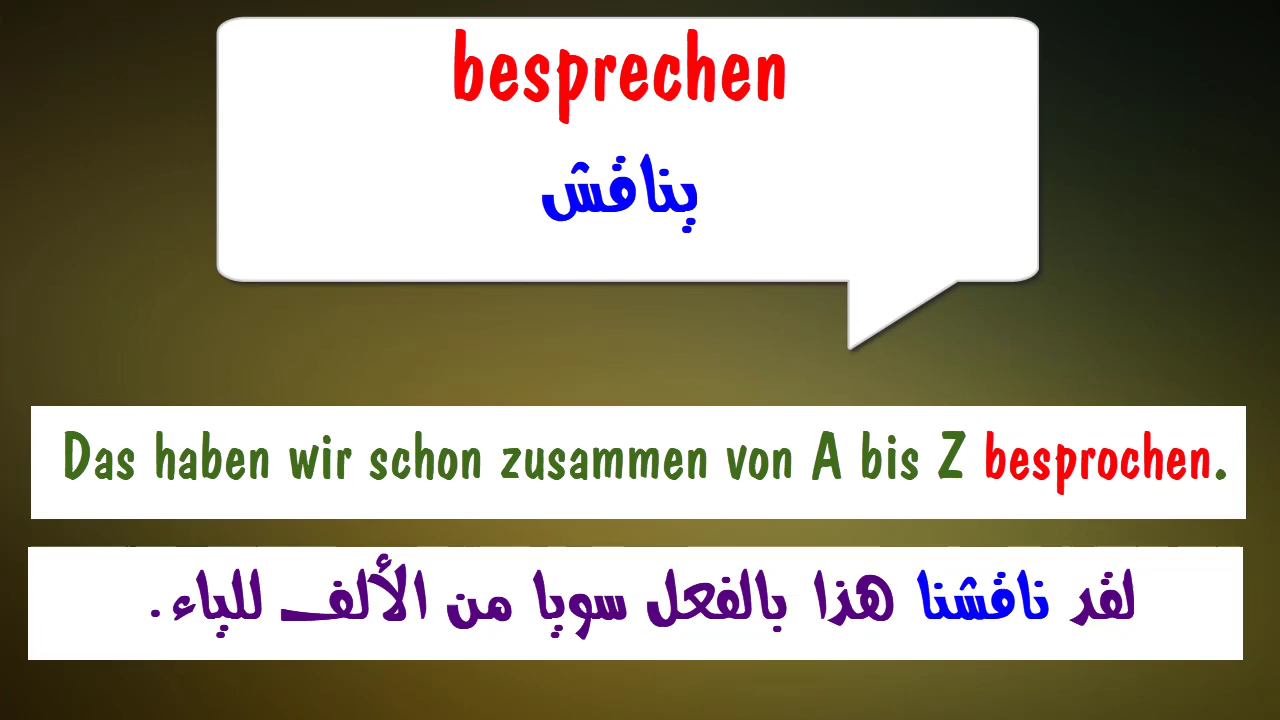 besprechen
يناقش
Das haben wir schon zusammen von A bis Z besprochen.
لقد ناقشنا هذا بالفعل سويا من الألف للياء.